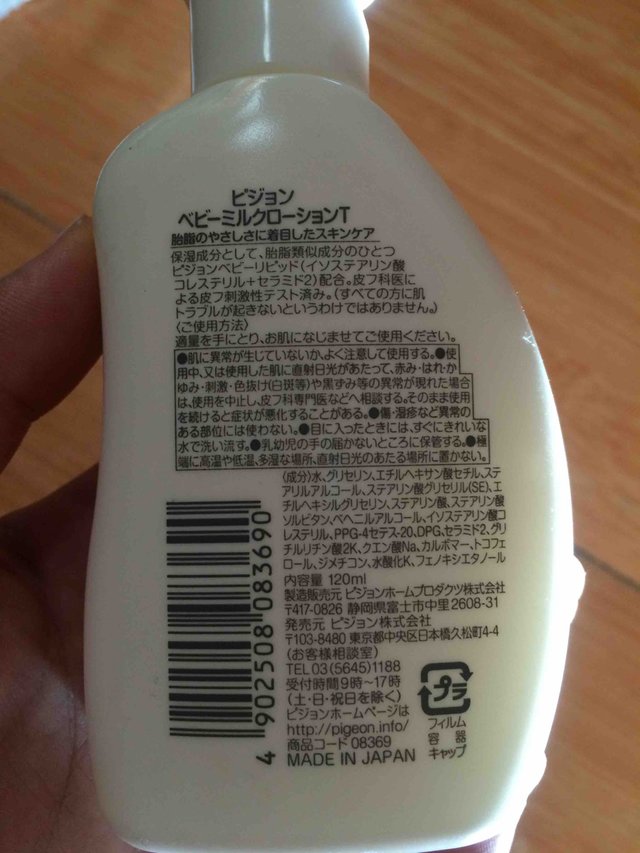 ピジョン
ベビーミルクローションT
胎脂のやさしさに着目したスキンケア
保湿成分として、胎脂類似成分のひとつ
ピジョンベビーリピッド(イソステアリン酸
コレステリル+セラミド2)配合。皮フ科医に
よる皮フ刺激性テスト済み。(すべての方に肌
トラブルが起きないというわけではありません。)
〈ご使用方法〉
適量を手にとり、お肌になじませてご使用ください。
●肌に異常が生じていないか、よく注意して使用する。●使
用中、又は使用した肌に直射日光があたって、赤み・はれ・か
ゆみ・刺激・色抜け(白斑等)や黒ずみ等の異常が現れた場合
は、使用を中止し、皮フ科専門医などへ相談する。そのまま使用
を続けると症状が悪化することがある。●傷・湿疹など異常の
ある部位には使わない。●目に入ったときには、すぐにきれいな
水で洗い流す。●乳幼児の手の届かないところに保管する。●極
端に高温や低温、多湿な場所、直射日光のあたる場所に置かない。
〈成分〉水、グリセリン、エチルヘキサン酸セチル、ステ
アリルアルコール、ステアリン酸グリセリル(SE)、エ
チルヘキシルグリセリン、ステアリン酸、ステアリン酸
ソルビタン、ベヘニルアルコール、イソステアリン酸コ
レステリル、PPG-4セテス-20、DPG、セラミド2、グリ
チルリチン酸2K、クエン酸Na、カルボマー、トコフェ
ロール、ジメチコン、水酸化K、フェノキシエタノール
内容量 120ml
製造販売元 ピジョンホームプロダクツ株式会社
〒417-0826 静岡県富士市中里2608-31
発売元 ピジョン株式会社
〒103-8480 東京都中央区日本橋久松町4-4
(お客様相談室)
TEL 03(5645)1188
受付時間9時~17時
(土・日・祝日を除く)
ピジョンホームページは
http://pigeon.info/
商品コード 08369
MADE IN JAPAN
プラ
フィルム
容器
キャップ
4 902508 083690